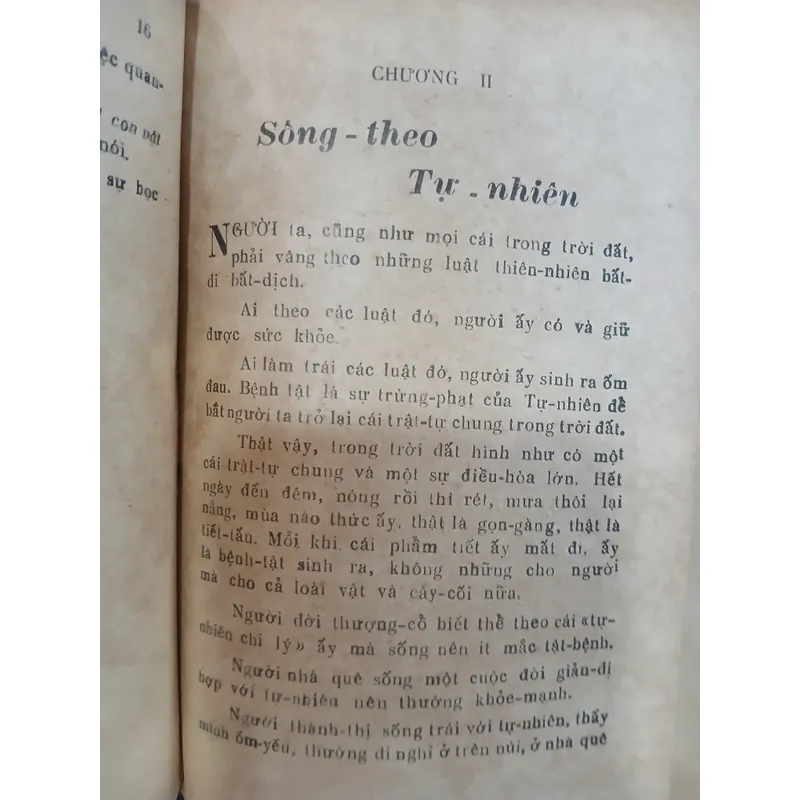 16
ệc quan-
con vật
nói.
sự học
CHƯƠNG II
Sống - theo
Tự - nhiên
NGƯỜI ta, cũng như mọi cái trong trời đất,
phải vâng theo những luật thiên-nhiên bất-
di bất-dịch.
Ai theo các luật đó, người ấy có và giữ
được sức khỏe.
Ai làm trái các luật đó, người ấy sinh ra ốm
đau. Bệnh tật là sự trừng-phạt của Tự-nhiên để
bắt người ta trở lại cái trật-tự chung trong trời đất.
Thật vậy, trong trời đất hình như có một
cái trật-tự chung và một sự điều-hòa lớn. Hết
ngày đến đêm, nóng rồi thì rét, mưa thôi lại
nắng, mùa nào thức ấy, thật là gọn-gàng, thật là
tiết-tấu. Mỗi khi cái phẩm tiết ấy mất đi, ấy
là bệnh-tật sinh ra, không những cho người
mà cho cả loài vật và cây-cối nữa.
Người đời thượng-cổ biết thể theo cái «tự-
nhiên chi lý» ấy mà sống nên ít mắc tật-bệnh.
Người nhà quê sống một cuộc đời giản-dị
hợp với tự-nhiên nên thường khỏe-mạnh.
Người thành-thị sống trái với tự-nhiên, thấy
mình ốm-yếu, thường đi nghỉ ở trên núi, ở nhà quê